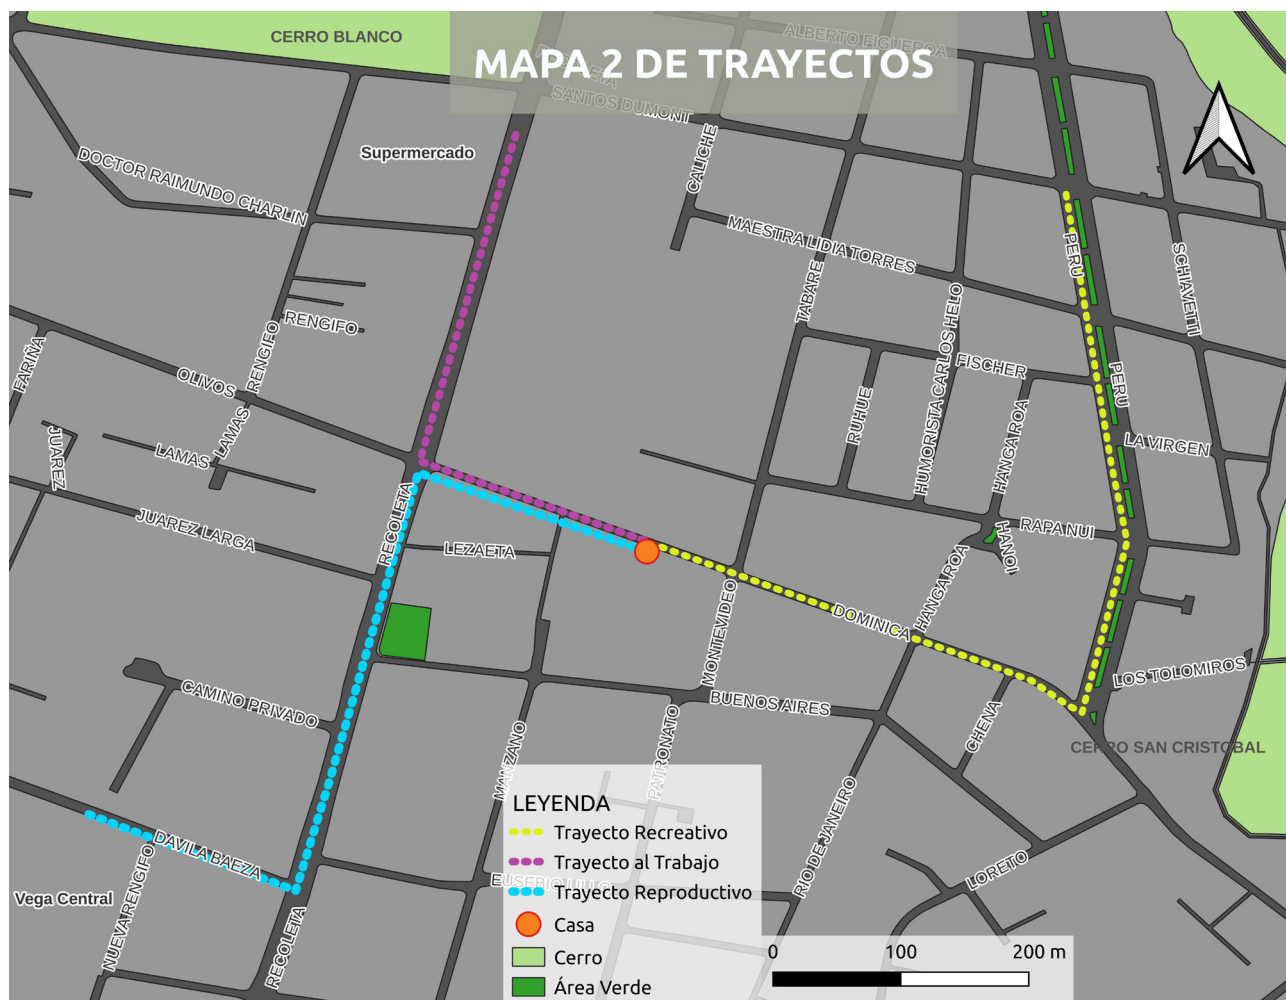 CERRO BLANCO
ALBERTO FIGUEROA
RECOLETA
MAPA 2 DE TRAYECTOS
SANTOS DUMONT
Supermercado
CALICHE
DOCTOR RAIMUNDO CHARLIN
MAESTRA LIDIA TORRES
PERU
SCHIAVETTI
TABARE
RENGIFO
RENGIFO
HUMORISTA CARLOS HELO
FISCHER
PERU
FARIÑA
OLIVOS
LAMAS
LAMAS
JUAREZ
RUHUE
HANGA ROA
LA VIRGEN
JUAREZ LARGA
RECOLETA
LEZAETA
RAPA NUI
HANOI
HANGA ROA
MONTEVIDEO
DOMINICA
LOS TOLOMIROS
CAMINO PRIVADO
BUENOS AIRES
CHENA
CERRO SAN CRISTOBAL
MANZANO
PATRONATO
RIO DE JANEIRO
DAVILA BAEZA
NUEVA RENGIFO
Vega Central
RECOLETA
EUSEBIO LILLO
LORETO
LEYENDA
Trayecto Recreativo
Trayecto al Trabajo
Trayecto Reproductivo
Casa
Cerro
Área Verde
0 100 200 m